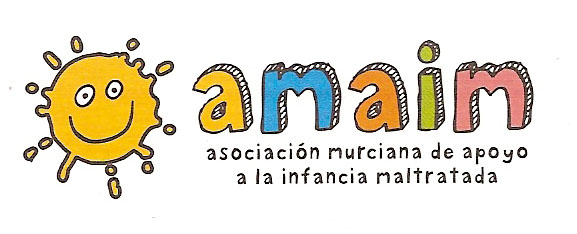 amaim
asociación murciana de apoyo
a la infancia maltratada